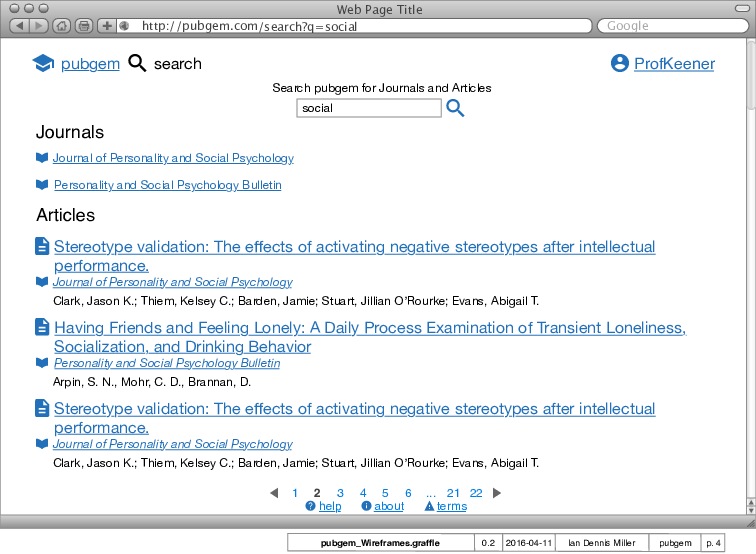 Web Page Title
http://pubgem.com/search?q=social
Google
pubgem search ProfKeener
Search pubgem for Journals and Articles
social
Journals
Journal of Personality and Social Psychology
Personality and Social Psychology Bulletin
Articles
Stereotype validation: The effects of activating negative stereotypes after intellectual
performance.
Journal of Personality and Social Psychology
Clark, Jason K.; Thiem, Kelsey C.; Barden, Jamie; Stuart, Jillian O'Rourke; Evans, Abigail T.
Having Friends and Feeling Lonely: A Daily Process Examination of Transient Loneliness,
Socialization, and Drinking Behavior
Personality and Social Psychology Bulletin
Arpin, S. N., Mohr, C. D., Brannan, D.
Stereotype validation: The effects of activating negative stereotypes after intellectual
performance.
Journal of Personality and Social Psychology
Clark, Jason K.; Thiem, Kelsey C.; Barden, Jamie; Stuart, Jillian O'Rourke; Evans, Abigail T.
1 2 3 4 5 6 ... 21 22
help about terms
pubgem_Wireframes.graffle 0.2 2016-04-11 Ian Dennis Miller pubgem p. 4